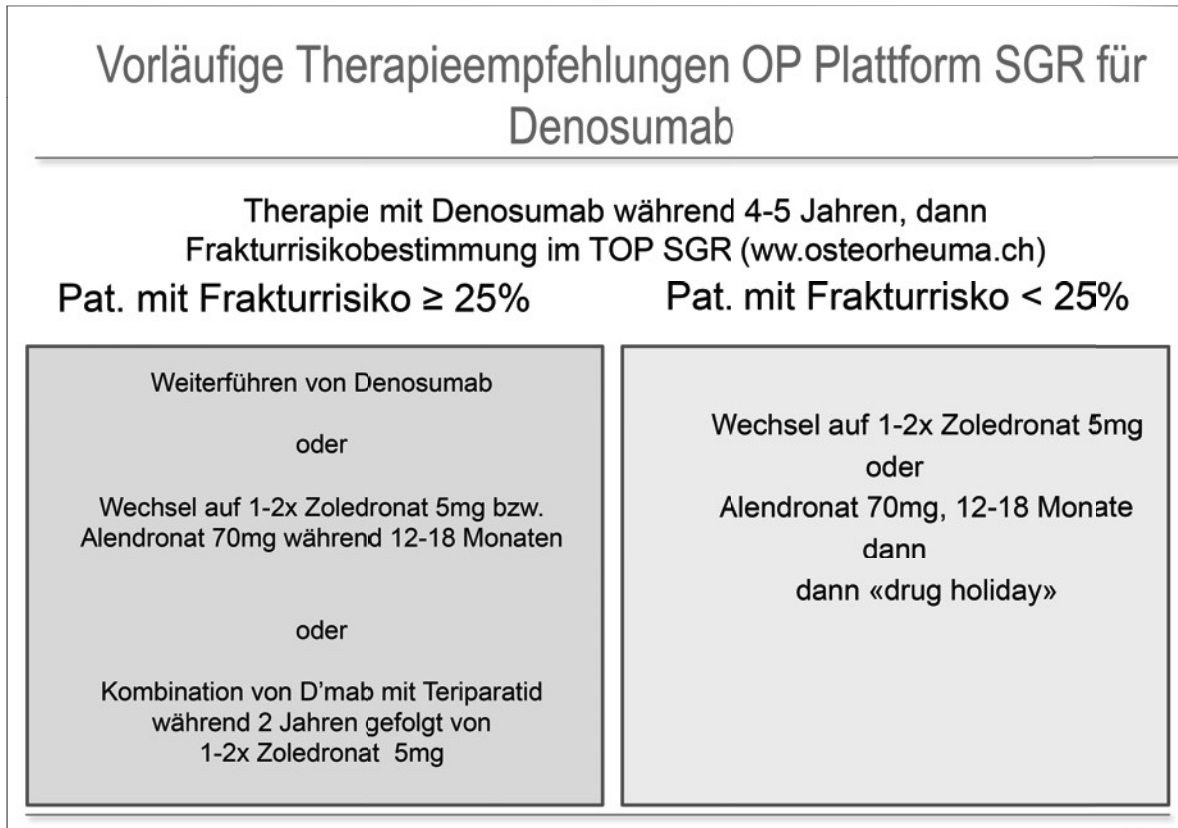 Vorläufige Therapieempfehlungen OP Plattform SGR für
Denosumab
Therapie mit Denosumab während 4-5 Jahren, dann
Frakturrisikobestimmung im TOP SGR (ww.osteorheuma.ch)
Pat. mit Frakturrisiko ≥ 25%
Weiterführen von Denosumab
oder
Wechsel auf 1-2x Zoledronat 5mg bzw.
Alendronat 70mg während 12-18 Monaten
oder
Kombination von D'mab mit Teriparatid
während 2 Jahren gefolgt von
1-2x Zoledronat 5mg
Pat. mit Frakturrisko < 25%
Wechsel auf 1-2x Zoledronat 5mg
oder
Alendronat 70mg, 12-18 Monate
dann
dann «drug holiday»